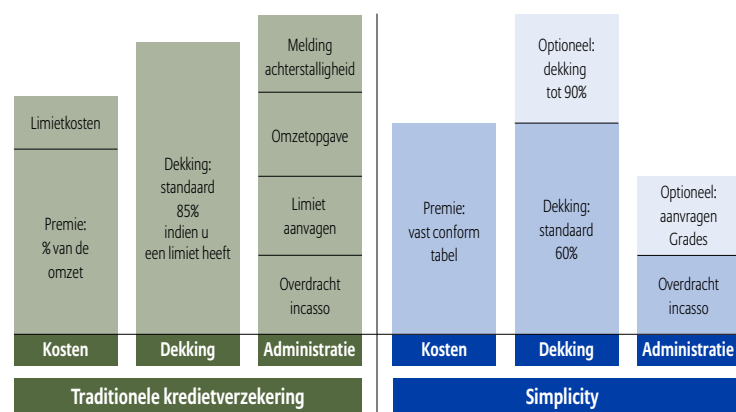 Limietkosten
Premie:
% van de
omzet
Kosten
Dekking:
standaard
85%
indien u
een limiet heeft
Dekking
Melding
achterstalligheid
Omzetopgave
Limiet
aanvagen
Overdracht
incasso
Administratie
Traditionele kredietverzekering
Premie:
vast conform
tabel
Kosten
Optioneel:
dekking
tot 90%
Dekking:
standaard
60%
Dekking
Optioneel:
aanvragen
Grades
Overdracht
incasso
Administratie
Simplicity